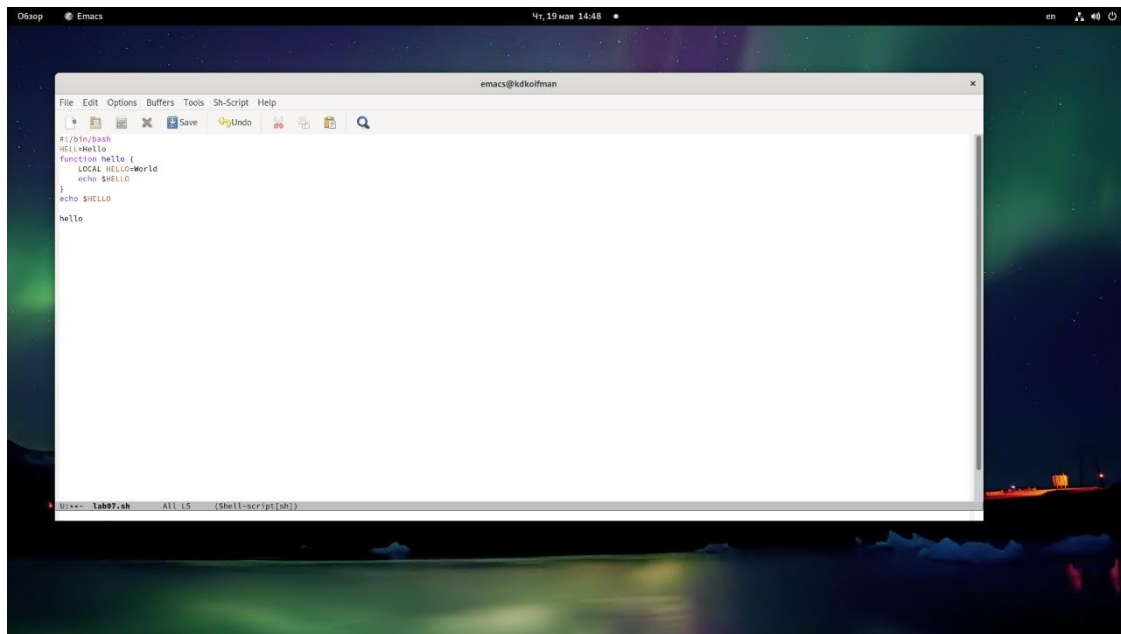 Обзор Emacs Чт, 19 мая 14:48 en
emacs@kdkoifman
File Edit Options Buffers Tools Sh-Script Help
Save Undo
#!/bin/bash
HELL=Hello
function hello {
    LOCAL HELLO=World
    echo $HELLO
}
echo $HELLO
hello
U:**- lab07.sh All L5 (Shell-script[sh])